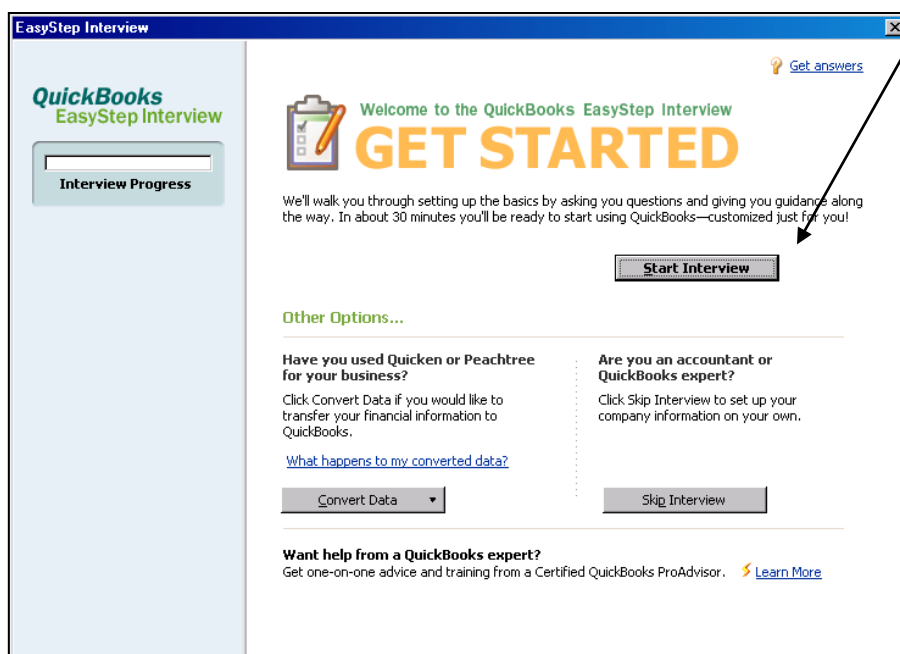 EasyStep Interview
Get answers
QuickBooks
EasyStep Interview
Interview Progress
Welcome to the QuickBooks EasyStep Interview
GET STARTED
We'll walk you through setting up the basics by asking you questions and giving you guidance along
the way. In about 30 minutes you'll be ready to start using QuickBooks—customized just for you!
Start Interview
Other Options...
Have you used Quicken or Peachtree
for your business?
Click Convert Data if you would like to
transfer your financial information to
QuickBooks.
What happens to my converted data?
Convert Data
Are you an accountant or
QuickBooks expert?
Click Skip Interview to set up your
company information on your own.
Skip Interview
Want help from a QuickBooks expert?
Get one-on-one advice and training from a Certified QuickBooks ProAdvisor. Learn More